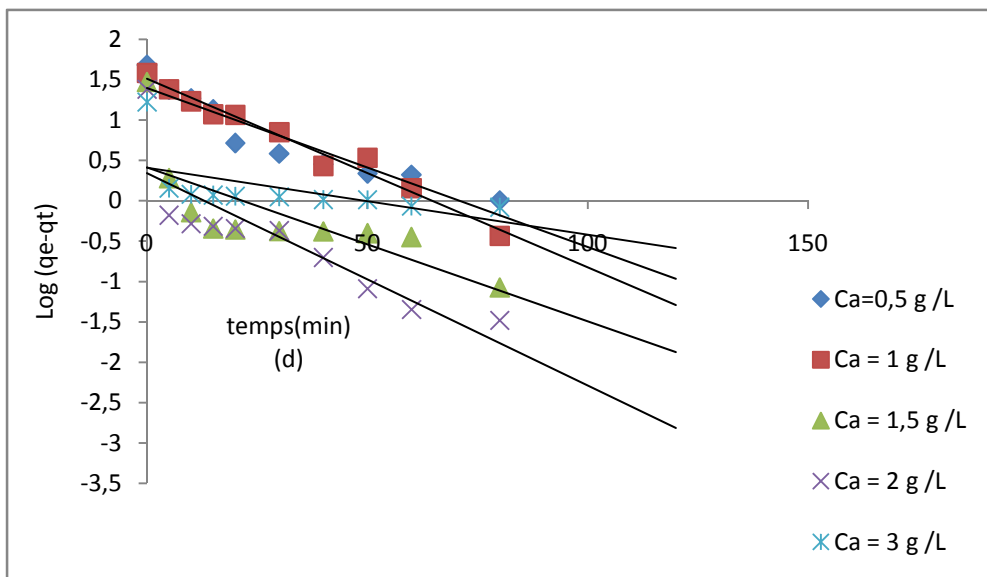 2
1,5
1
0,5
0
-0,5
-1
-1,5
-2
-2,5
-3
-3,5
0
50
100
150
Log (qe-qt)
temps(min)
(d)
Ca=0,5 g /L
Ca = 1 g /L
Ca = 1,5 g/L
Ca = 2 g /L
Ca = 3 g /L